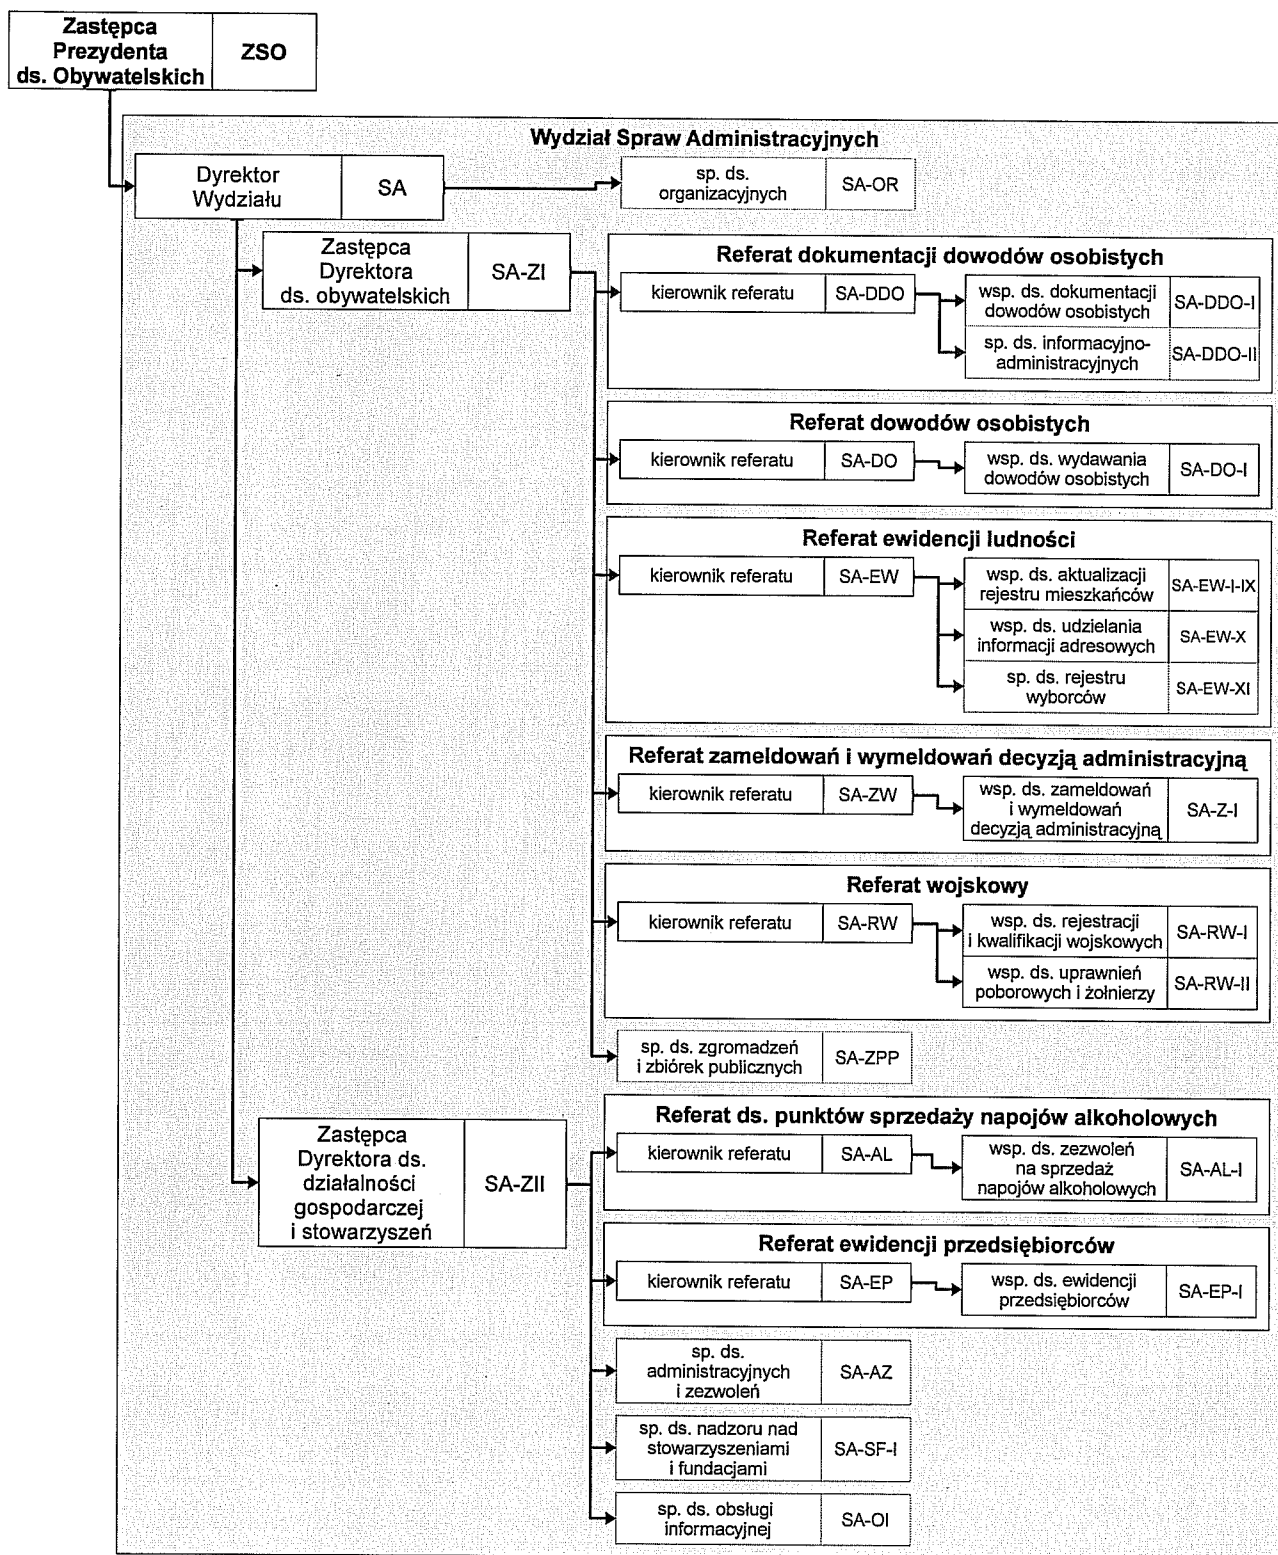 Zastępca
Prezydenta
ds. Obywatelskich
ZSO
Wydział Spraw Administracyjnych
Dyrektor
Wydziału
SA
sp. ds.
organizacyjnych
SA-OR
Zastępca
Dyrektora
ds. obywatelskich
SA-ZI
Referat dokumentacji dowodów osobistych
kierownik referatu
SA-DDO
wsp. ds. dokumentacji
dowodów osobistych
SA-DDO-I
sp. ds. informacyjno-
administracyjnych
SA-DDO-II
Referat dowodów osobistych
kierownik referatu
SA-DO
wsp. ds. wydawania
dowodów osobistych
SA-DO-I
Referat ewidencji ludności
kierownik referatu
SA-EW
wsp. ds. aktualizacji
rejestru mieszkańców
SA-EW-I-IX
wsp. ds. udzielania
informacji adresowych
SA-EW-X
sp. ds. rejestru
wyborców
SA-EW-XI
Referat zameldowań i wymeldowań decyzją administracyjną
kierownik referatu
SA-ZW
wsp. ds. zameldowań
i wymeldowań
decyzją administracyjną
SA-Z-I
Referat wojskowy
kierownik referatu
SA-RW
wsp. ds. rejestracji
i kwalifikacji wojskowych
SA-RW-I
wsp. ds. uprawnień
poborowych i żołnierzy
SA-RW-II
sp. ds. zgromadzeń
i zbiórek publicznych
SA-ZPP
Zastępca
Dyrektora ds.
działalności
gospodarczej
i stowarzyszeń
SA-ZII
Referat ds. punktów sprzedaży napojów alkoholowych
kierownik referatu
SA-AL
wsp. ds. zezwoleń
na sprzedaż
napojów alkoholowych
SA-AL-I
Referat ewidencji przedsiębiorców
kierownik referatu
SA-EP
wsp. ds. ewidencji
przedsiębiorców
SA-EP-I
sp. ds.
administracyjnych
i zezwoleń
SA-AZ
sp. ds. nadzoru nad
stowarzyszeniami
i fundacjami
SA-SF-I
sp. ds. obsługi
informacyjnej
SA-OI